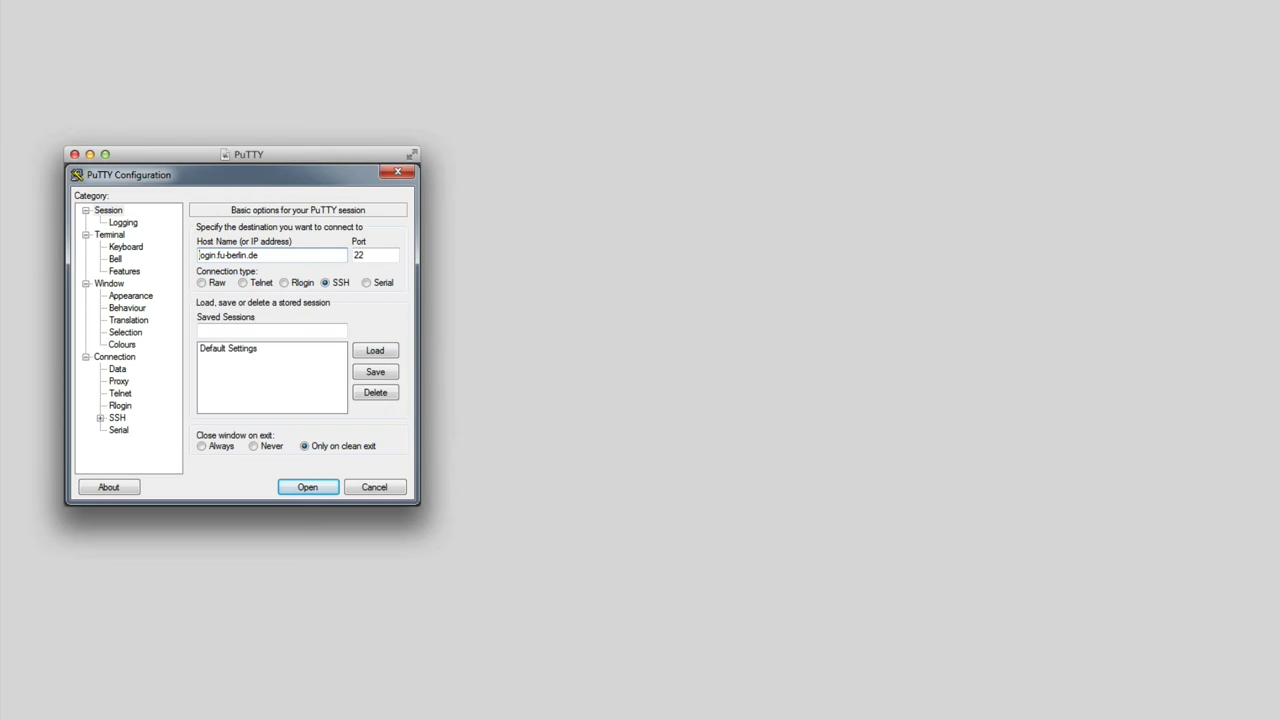 PuTTY
PuTTY Configuration
Category:
Session
Logging
Terminal
Keyboard
Bell
Features
Window
Appearance
Behaviour
Translation
Selection
Colours
Connection
Data
Proxy
Telnet
Rlogin
SSH
Serial
Basic options for your PuTTY session
Specify the destination you want to connect to
Host Name (or IP address) Port
login.fu-berlin.de 22
Connection type:
Raw Telnet Rlogin SSH Serial
Load, save or delete a stored session
Saved Sessions
Default Settings
Load
Save
Delete
Close window on exit:
Always Never Only on clean exit
About Open Cancel